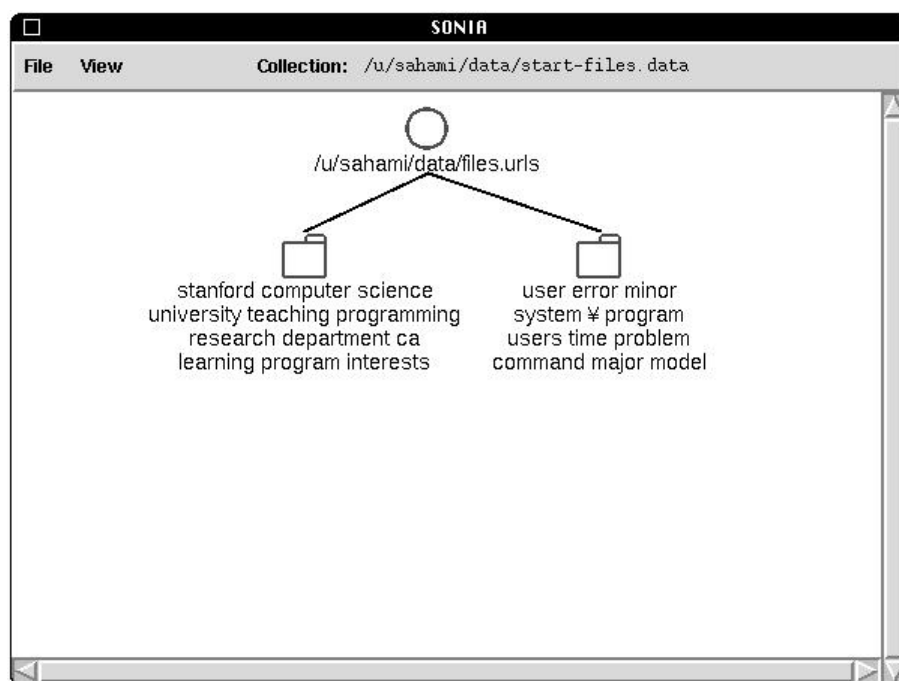 SONIA
File View Collection: /u/sahami/data/start-files.data
/u/sahami/data/files.urls
stanford computer science
university teaching programming
research department ca
learning program interests
user error minor
system ¥ program
users time problem
command major model